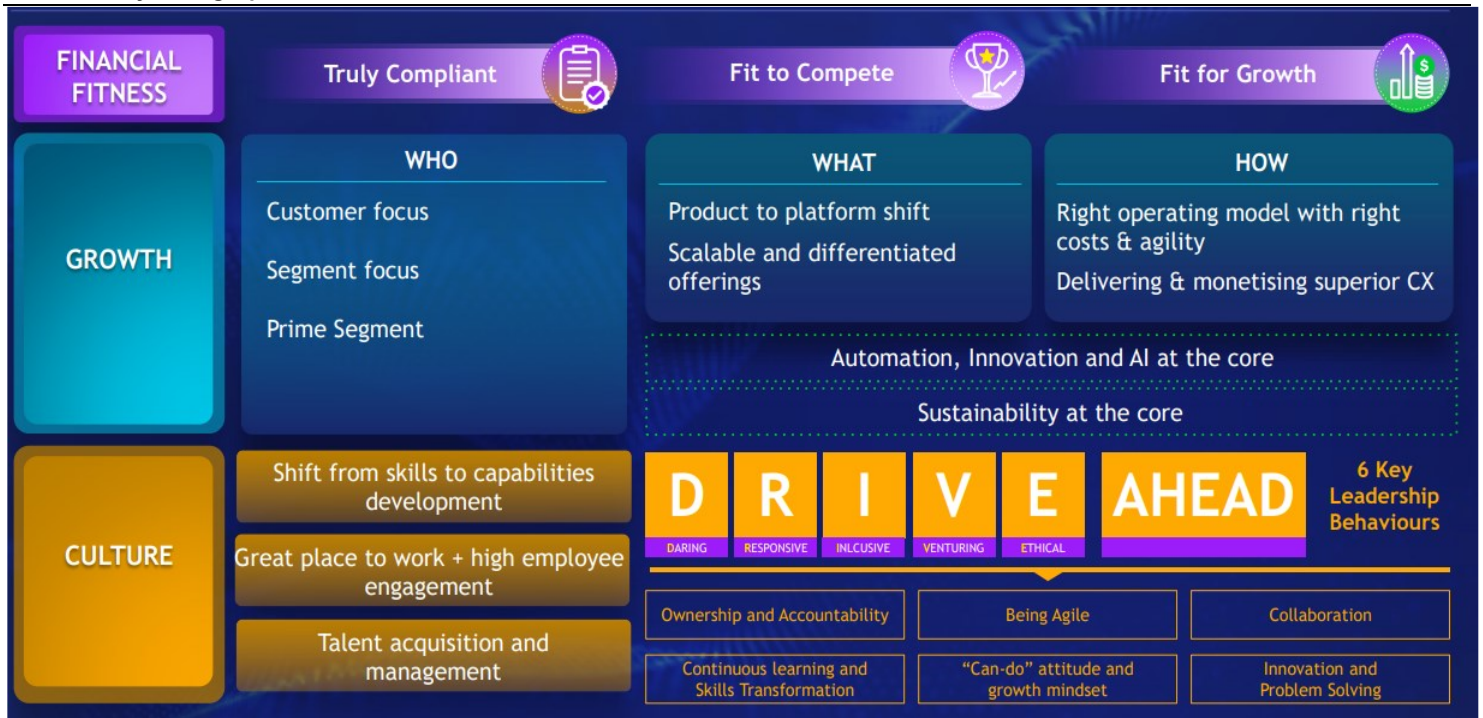 FINANCIAL
FITNESS
Truly Compliant
Fit to Compete
Fit for Growth
$
GROWTH
WHO
Customer focus
Segment focus
Prime Segment
WHAT
Product to platform shift
Scalable and differentiated
offerings
HOW
Right operating model with right
costs & agility
Delivering & monetising superior CX
Automation, Innovation and AI at the core
Sustainability at the core
CULTURE
Shift from skills to capabilities
development
Great place to work + high employee
engagement
Talent acquisition and
management
D R I V E AHEAD
DARING RESPONSIVE INLCUSIVE VENTURING ETHICAL
6 Key
Leadership
Behaviours
Ownership and Accountability
Being Agile
Collaboration
Continuous learning and
Skills Transformation
“Can-do” attitude and
growth mindset
Innovation and
Problem Solving